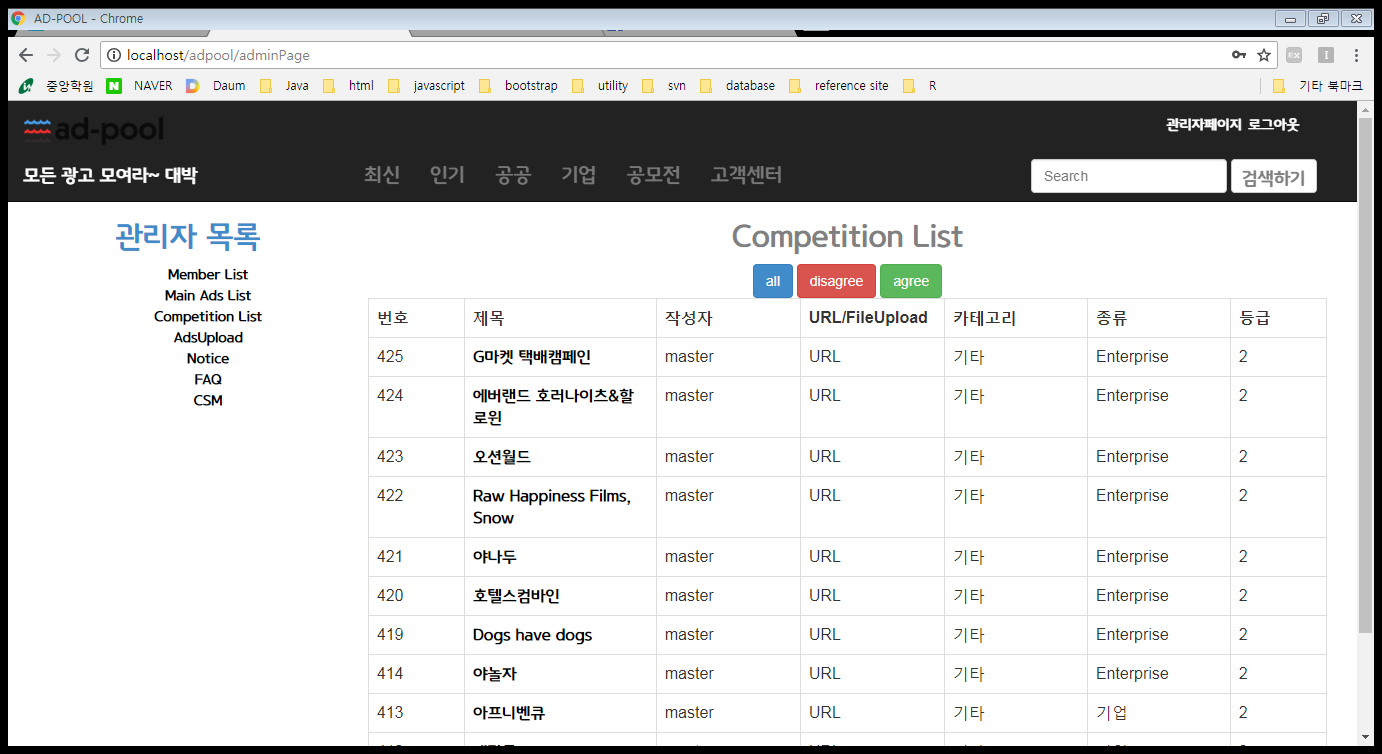 AD-POOL - Chrome
localhost/adpool/adminPage
중앙학원 NAVER Daum Java html javascript bootstrap utility svn database reference site R 기타 북마크
ad-pool
관리자페이지 로그아웃
모든 광고 모여라~ 대박 최신 인기 공공 기업 공모전 고객센터 Search 검색하기
관리자 목록
Member List
Main Ads List
Competition List
AdsUpload
Notice
FAQ
CSM
Competition List
all disagree agree
번호 제목 작성자 URL/FileUpload 카테고리 종류 등급
425 G마켓 택배캠페인 master URL 기타 Enterprise 2
424 에버랜드 호러나이츠&할 master URL 기타 Enterprise 2
로윈
423 오션월드 master URL 기타 Enterprise 2
422 Raw Happiness Films, master URL 기타 Enterprise 2
Snow
421 야나두 master URL 기타 Enterprise 2
420 호텔스컴바인 master URL 기타 Enterprise 2
419 Dogs have dogs master URL 기타 Enterprise 2
414 야놀자 master URL 기타 Enterprise 2
413 아프니벤큐 master URL 기타 기업 2